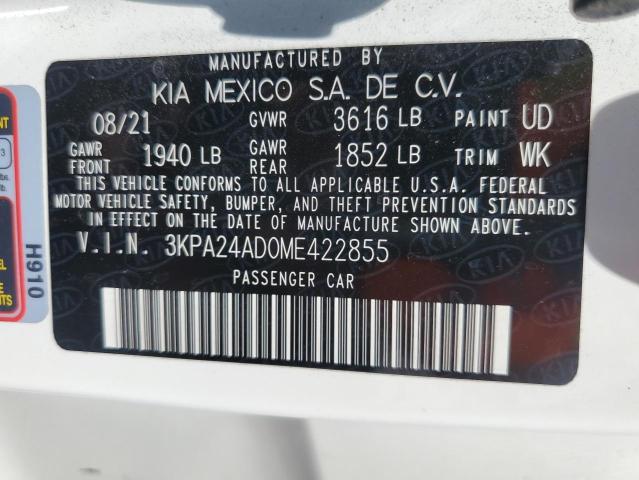 MANUFACTURED BY
KIA MEXICO S.A. DE C.V.
08/21 GVWR 3616 LB PAINT UD
GAWR FRONT 1940 LB GAWR REAR 1852 LB TRIM WK
THIS VEHICLE CONFORMS TO ALL APPLICABLE U.S.A. FEDERAL
MOTOR VEHICLE SAFETY, BUMPER, AND THEFT PREVENTION STANDARDS
IN EFFECT ON THE DATE OF MANUFACTURE SHOWN ABOVE.
V.I.N. 3KPA24AD0ME422855
PASSENGER CAR
H910